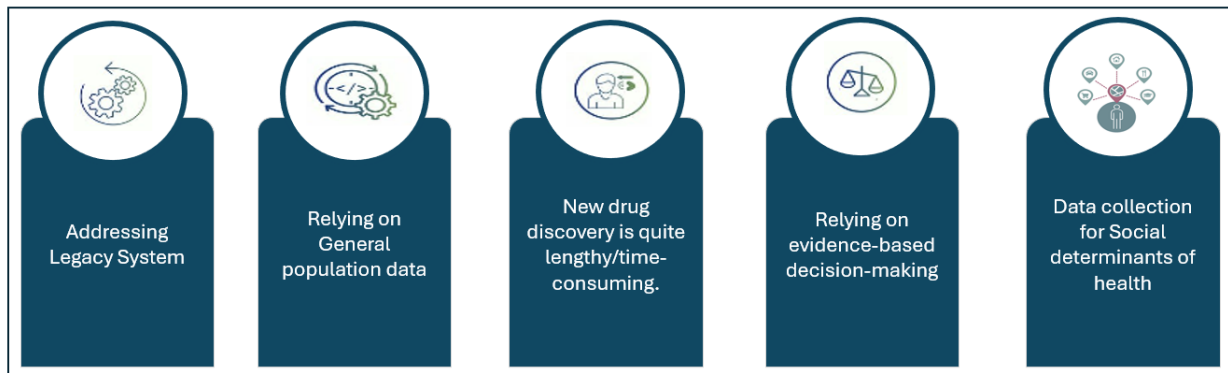 Addressing
Legacy System
Relying on
General
population data
New drug
discovery is quite
lengthy/time-
consuming.
Relying on
evidence-based
decision-making
Data collection
for Social
determinants of
health